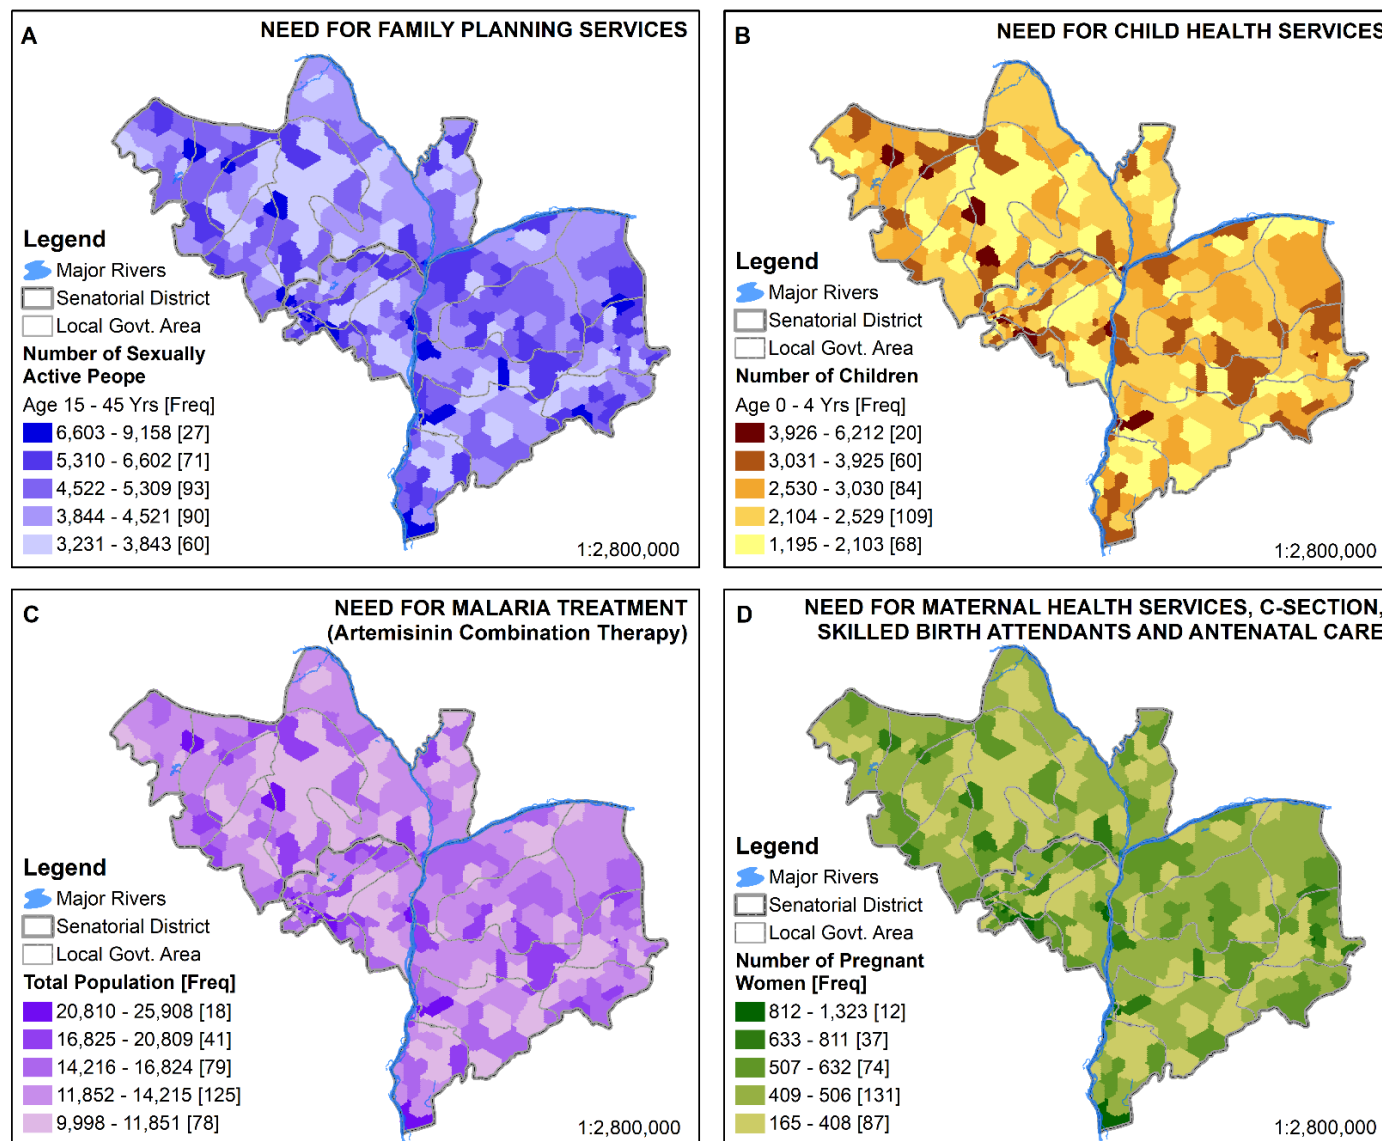 A
NEED FOR FAMILY PLANNING SERVICES
Legend
Major Rivers
Senatorial District
Local Govt. Area
Number of Sexually
Active Peope
Age 15 - 45 Yrs [Freq]
6,603 - 9,158 [27]
5,310 - 6,602 [71]
4,522 - 5,309 [93]
3,844 - 4,521 [90]
3,231 - 3,843 [60]
1:2,800,000
B
NEED FOR CHILD HEALTH SERVICES
Legend
Major Rivers
Senatorial District
Local Govt. Area
Number of Children
Age 0 - 4 Yrs [Freq]
3,926 - 6,212 [20]
3,031 - 3,925 [60]
2,530 - 3,030 [84]
2,104 - 2,529 [109]
1,195 - 2,103 [68]
1:2,800,000
C
NEED FOR MALARIA TREATMENT
(Artemisinin Combination Therapy)
Legend
Major Rivers
Senatorial District
Local Govt. Area
Total Population [Freq]
20,810 - 25,908 [18]
16,825 - 20,809 [41]
14,216 - 16,824 [79]
11,852 - 14,215 [125]
9,998 - 11,851 [78]
1:2,800,000
D
NEED FOR MATERNAL HEALTH SERVICES, C-SECTION,
SKILLED BIRTH ATTENDANTS AND ANTENATAL CARE
Legend
Major Rivers
Senatorial District
Local Govt. Area
Number of Pregnant
Women [Freq]
812 - 1,323 [12]
633 - 811 [37]
507 - 632 [74]
409 - 506 [131]
165 - 408 [87]
1:2,800,000